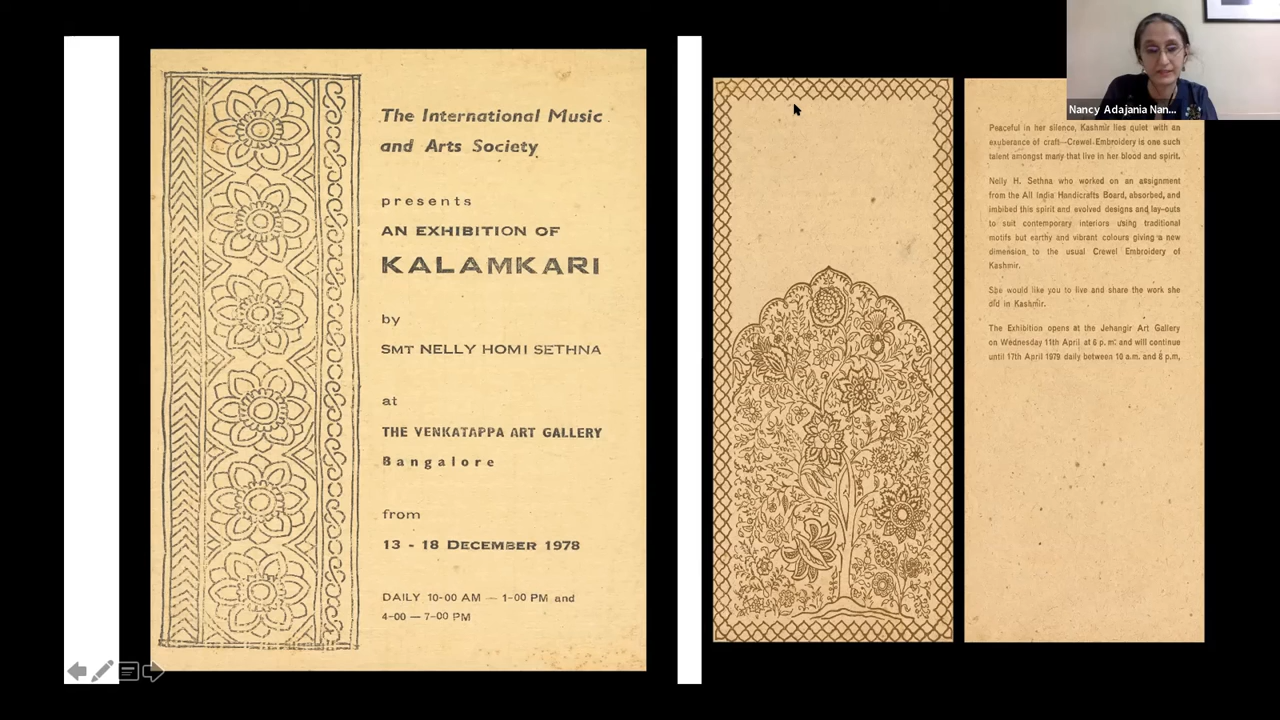 The International Music
and Arts Society
presents
AN EXHIBITION OF
KALAMKARI
by
SMT NELLY HOMI SETHNA
at
THE VENKATAPPA ART GALLERY
Bangalore
from
13 - 18 DECEMBER 1978
DAILY 10-00 AM — 1-00 PM and
4-00 — 7-00 PM
Nancy Adajania Nan...
Peaceful in her silence, Kashmir lies quiet with an
exuberance of craft—Crewel Embroidery is one such
talent amongst many that live in her blood and spirit.
Nelly H. Sethna who worked on an assignment
from the All India Handicrafts Board, absorbed, and
imbibed this spirit and evolved designs and lay-outs
to suit contemporary interiors using traditional
motifs but earthy and vibrant colours giving a new
dimension to the usual Crewel Embroidery of
Kashmir.
She would like you to live and share the work she
did in Kashmir.
The Exhibition opens at the Jehangir Art Gallery
on Wednesday 11th April at 6 p. m. and will continue
until 17th April 1979 daily between 10 a.m. and 8 p.m,